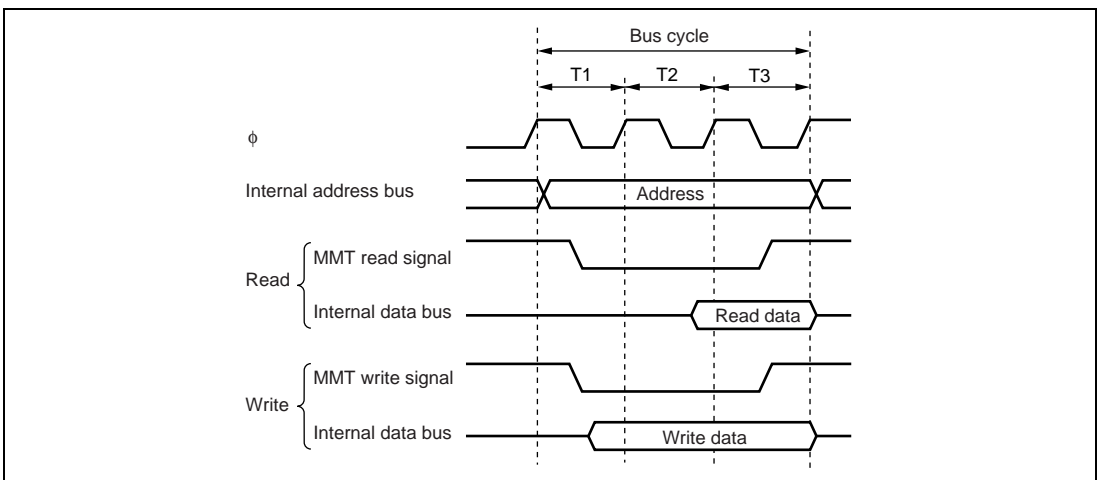 Bus cycle
T1 T2 T3
ϕ
Internal address bus Address
Read MMT read signal
Internal data bus Read data
Write MMT write signal
Internal data bus Write data